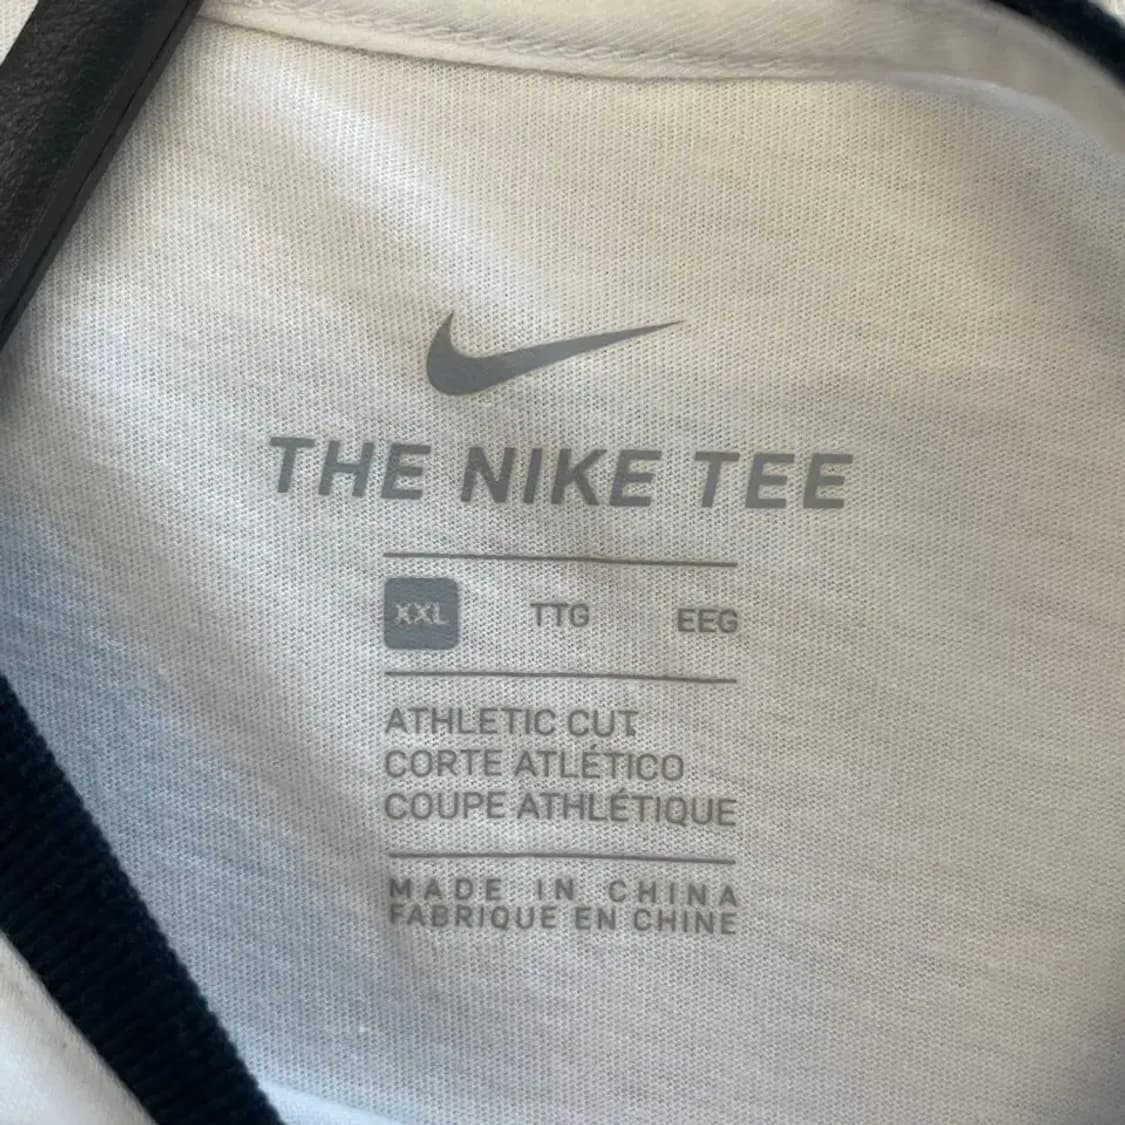 THE NIKE TEE
XXL TTG EEG
ATHLETIC CUT
CORTE ATLÉTICO
COUPE ATHLÉTIQUE
MADE IN CHINA
FABRIQUE EN CHINE